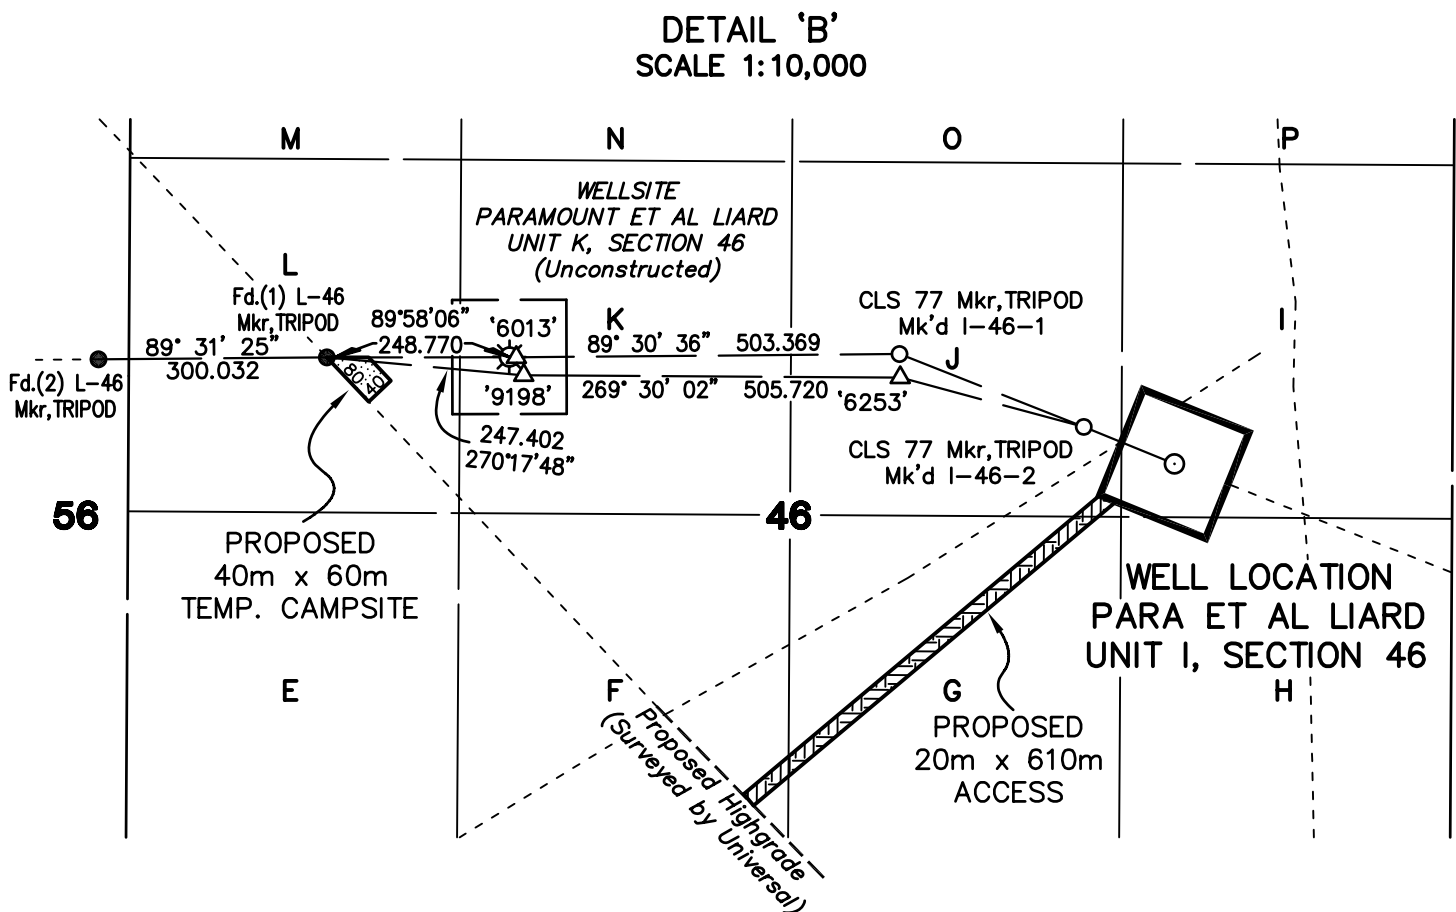 DETAIL ‘B’
SCALE 1:10,000
M
N
O
P
WELLSITE
PARAMOUNT ET AL LIARD
UNIT K, SECTION 46
(Unconstructed)
L
Fd.(1) L-46
Mkr,TRIPOD
89°58’06”
248.770
‘6013’
K
CLS 77 Mkr,TRIPOD
Mk’d I-46-1
I
89° 31’ 25”
300.032
89° 30’ 36” 503.369
J
Fd.(2) L-46
Mkr,TRIPOD
80:40
'9198’
269° 30’ 02” 505.720
‘6253’
247.402
270°17’48”
CLS 77 Mkr,TRIPOD
Mk’d I-46-2
56
46
PROPOSED
40m x 60m
TEMP. CAMPSITE
WELL LOCATION
PARA ET AL LIARD
UNIT I, SECTION 46
E
F
G
H
Proposed Highgrade
(Surveyed by Universal)
PROPOSED
20m x 610m
ACCESS